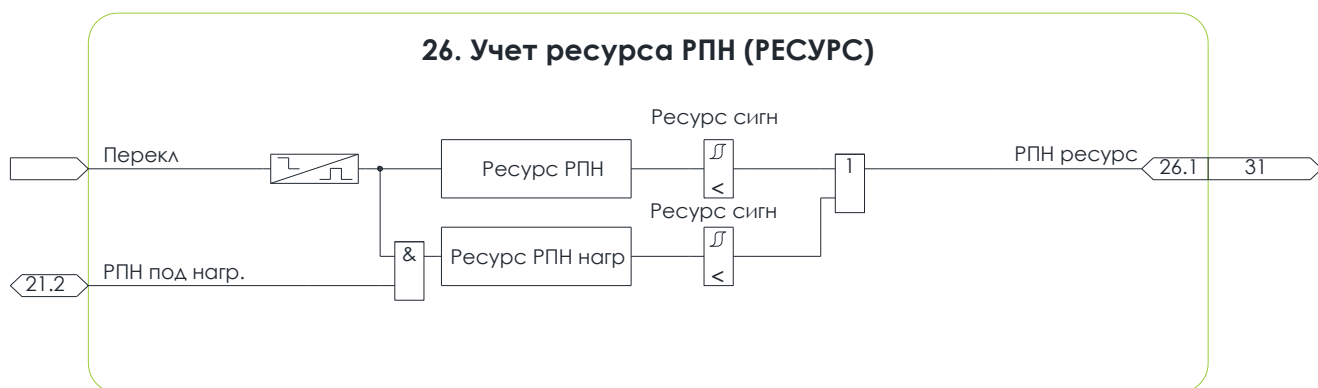 26. Учет ресурса РПН (РЕСУРС)
Ресурс сигн
Перекл
Ресурс РПН
<
1
РПН ресурс
26.1
31
Ресурс сигн
&
Ресурс РПН нагр
<
21.2
РПН под нагр.